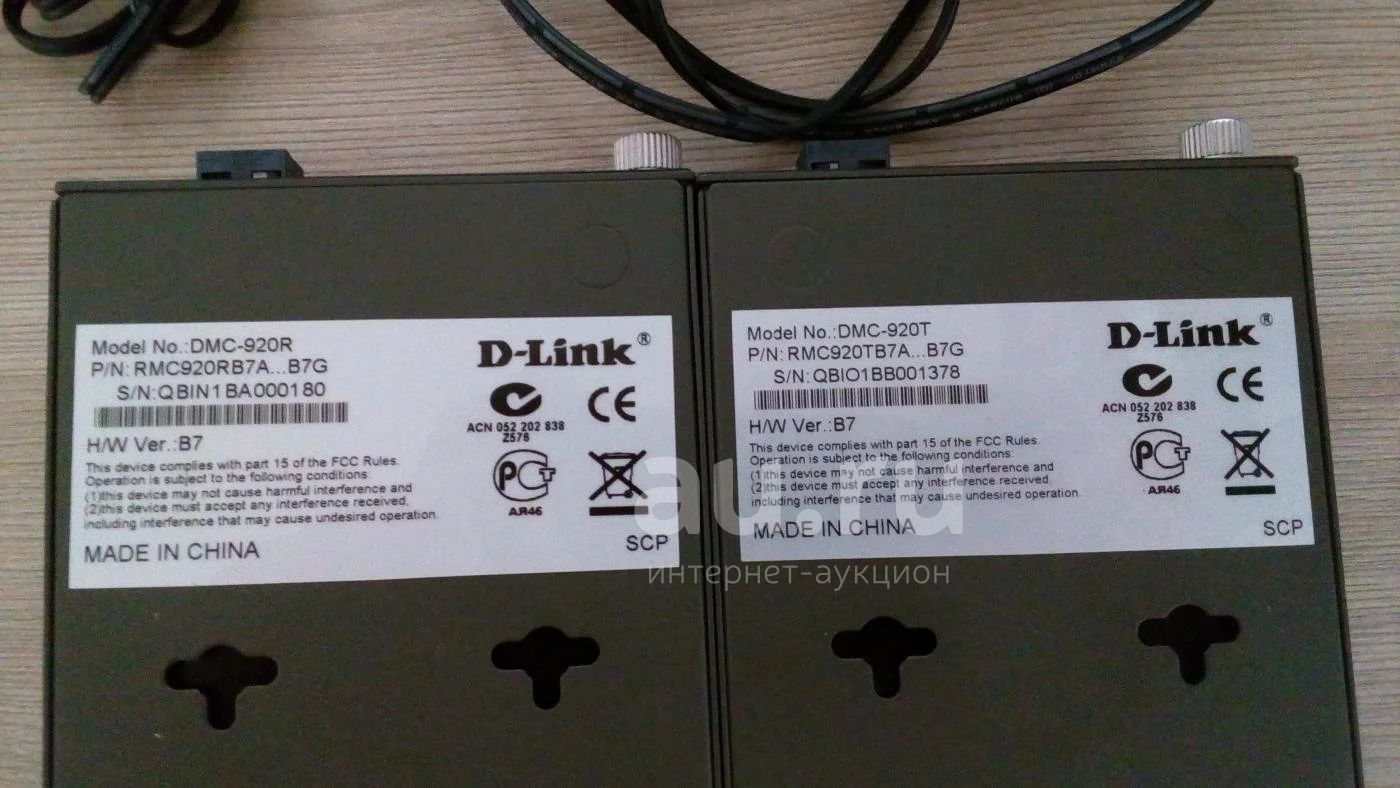 Model No.:DMC-920R
P/N: RMC920RB7A...B7G
S/N:QBIN1BA000180
H/W Ver.:B7
This device complies with part 15 of the FCC Rules.
Operation is subject to the following conditions:
(1)this device may not cause harmful interference and
(2)this device must accept any interference received,
including interference that may cause undesired operation.
MADE IN CHINA
D-Link®
CE
ACN 052 202 838
Z576
РСТ
АЯ46
SCP
Model No.:DMC-920T
P/N: RMC920TB7A...B7G
S/N: QBIO1BB001378
H/W Ver.:B7
This device complies with part 15 of the FCC Rules.
Operation is subject to the following conditions:
(1)this device may not cause harmful interference and
(2)this device must accept any interference received,
including interference that may cause undesired operation.
MADE IN CHINA
D-Link®
CE
ACN 052 202 838
Z576
РСТ
АЯ46
SCP
au.ru
интернет-аукцион